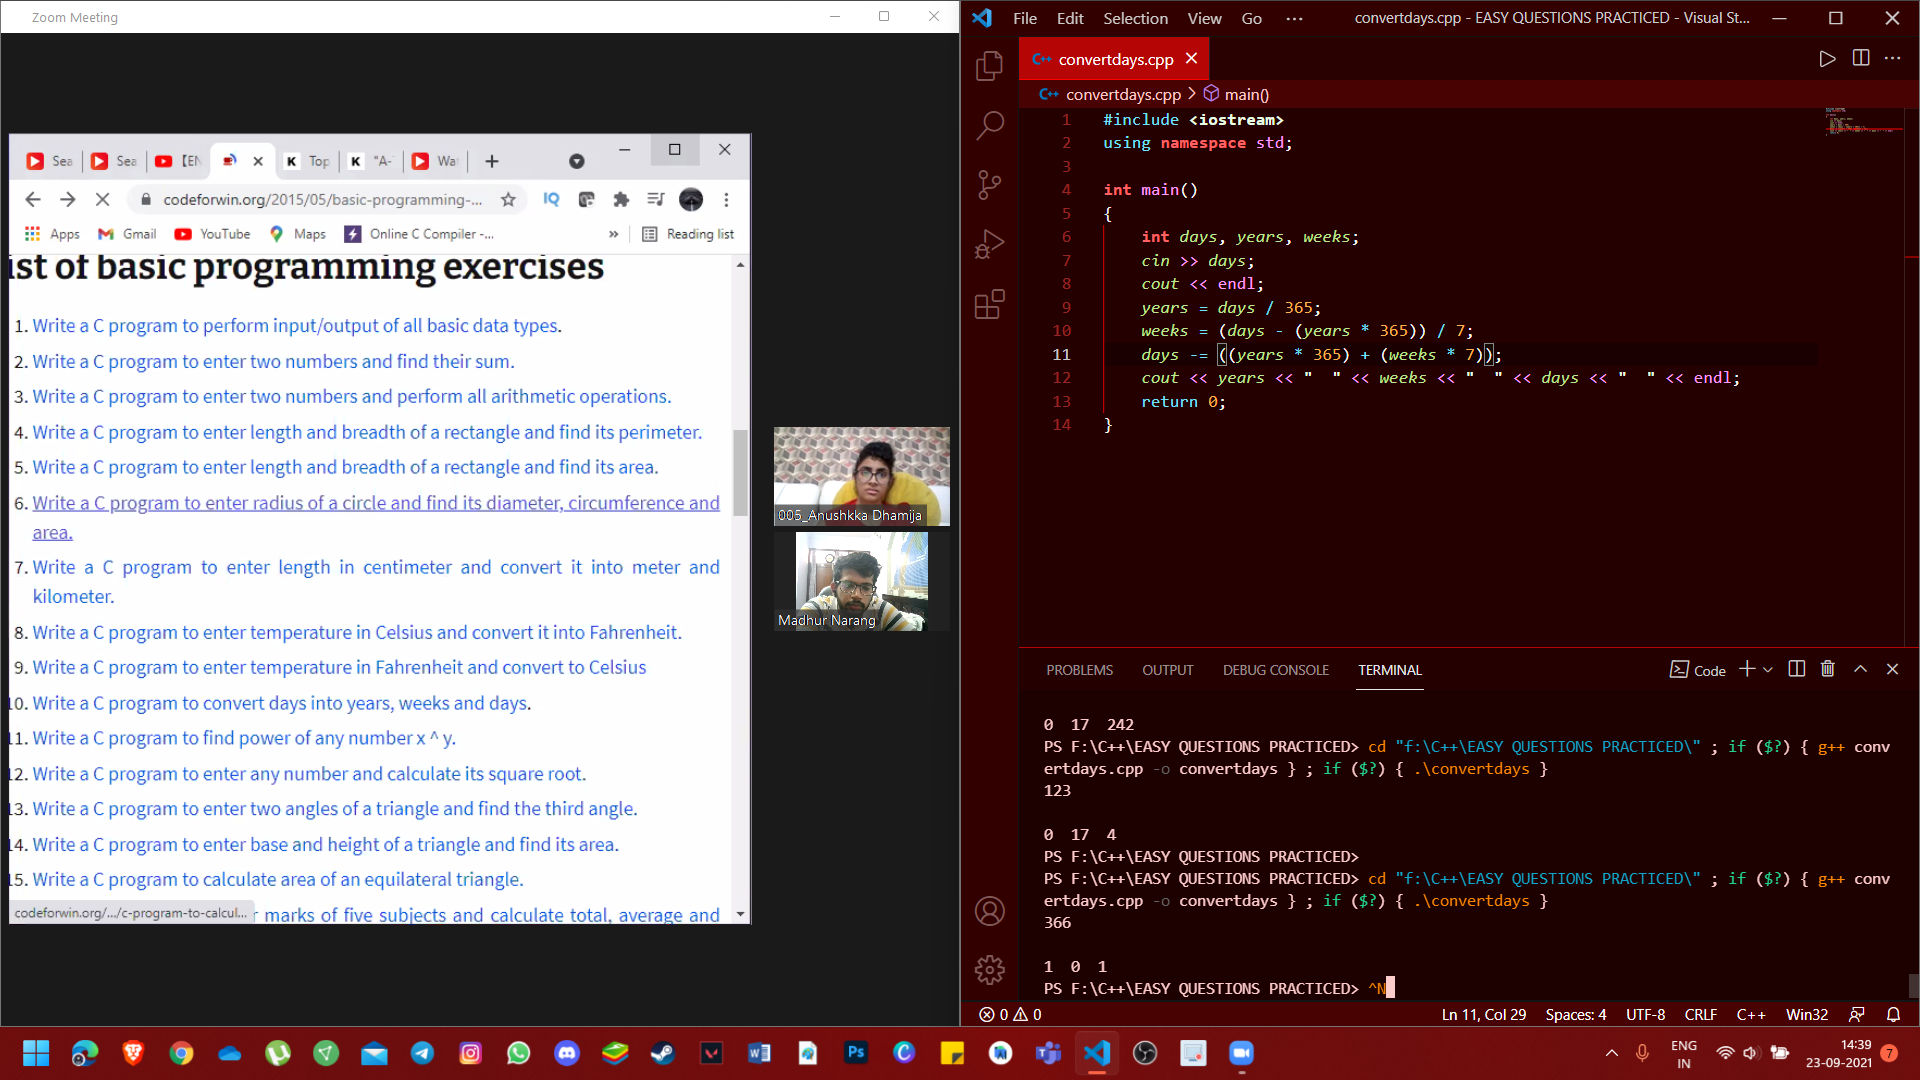 Zoom Meeting
Sea
Sea
[EN
Top
"A-
Wa
codeforwin.org/2015/05/basic-programming-...
IQ
Apps
Gmail
YouTube
Maps
Online C Compiler -...
»
Reading list
ist of basic programming exercises
1. Write a C program to perform input/output of all basic data types.
2. Write a C program to enter two numbers and find their sum.
3. Write a C program to enter two numbers and perform all arithmetic operations.
4. Write a C program to enter length and breadth of a rectangle and find its perimeter.
5. Write a C program to enter length and breadth of a rectangle and find its area.
6. Write a C program to enter radius of a circle and find its diameter, circumference and
area.
7. Write a C program to enter length in centimeter and convert it into meter and
kilometer.
8. Write a C program to enter temperature in Celsius and convert it into Fahrenheit.
9. Write a C program to enter temperature in Fahrenheit and convert to Celsius
10. Write a C program to convert days into years, weeks and days.
11. Write a C program to find power of any number x ^ y.
12. Write a C program to enter any number and calculate its square root.
13. Write a C program to enter two angles of a triangle and find the third angle.
14. Write a C program to enter base and height of a triangle and find its area.
15. Write a C program to calculate area of an equilateral triangle.
marks of five subjects and calculate total, average and
codeforwin.org/.../c-program-to-calcul...
005_Anushkka Dhamija
Madhur Narang
File Edit Selection View Go ···
convertdays.cpp - EASY QUESTIONS PRACTICED - Visual St...
C++ convertdays.cpp
C++ convertdays.cpp > main()
1 #include <iostream>
2 using namespace std;
3
4 int main()
5 {
6 int days, years, weeks;
7 cin >> days;
8 cout << endl;
9 years = days / 365;
10 weeks = (days - (years * 365)) / 7;
11 days -= ((years * 365) + (weeks * 7));
12 cout << years << "  " << weeks << "  " << days << "  " << endl;
13 return 0;
14 }
PROBLEMS OUTPUT DEBUG CONSOLE TERMINAL
Code
0 17 242
PS F:\C++\EASY QUESTIONS PRACTICED> cd "f:\C++\EASY QUESTIONS PRACTICED\" ; if ($?) { g++ conv
ertdays.cpp -o convertdays } ; if ($?) { .\convertdays }
123
0 17 4
PS F:\C++\EASY QUESTIONS PRACTICED>
PS F:\C++\EASY QUESTIONS PRACTICED> cd "f:\C++\EASY QUESTIONS PRACTICED\" ; if ($?) { g++ conv
ertdays.cpp -o convertdays } ; if ($?) { .\convertdays }
366
1 0 1
PS F:\C++\EASY QUESTIONS PRACTICED> ^N
0 0
Ln 11, Col 29 Spaces: 4 UTF-8 CRLF C++ Win32
ENG
IN
14:39
23-09-2021
7